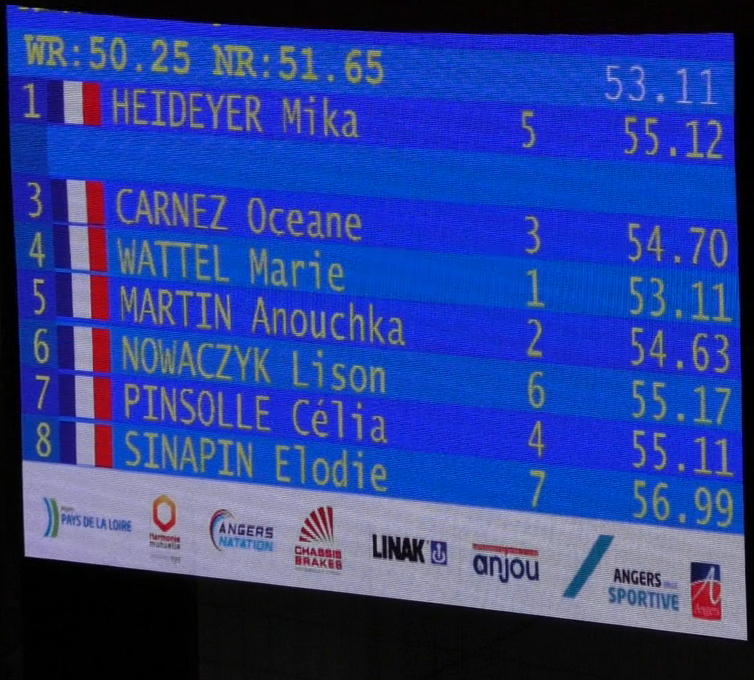 WR:50.25 NR:51.65 53.11
1 HEIDEYER Mika 5 55.12
3 CARNEZ Oceane 3 54.70
4 WATTEL Marie 1 53.11
5 MARTIN Anouchka 2 54.63
6 NOWACZYK Lison 6 55.17
7 PINSOLLE Célia 4 55.11
8 SINAPIN Elodie 7 56.99
PAYS DE LA LOIRE
Harmonie
mutuelle
ANGERS
NATATION
CHASSIS
BRAKES
LINAK
anjou
ANGERS
SPORTIVE
Angers